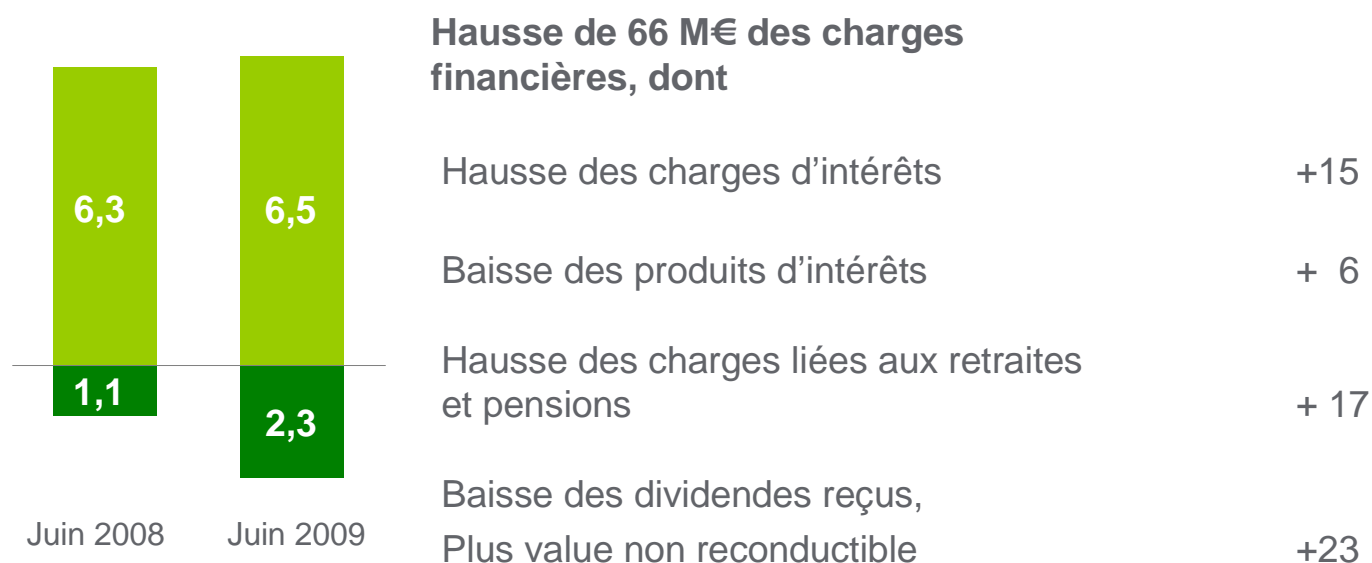 Hausse de 66 M€ des charges
financières, dont
6,3
6,5
1,1
2,3
Juin 2008
Juin 2009
Hausse des charges d’intérêts +15
Baisse des produits d’intérêts + 6
Hausse des charges liées aux retraites
et pensions + 17
Baisse des dividendes reçus,
Plus value non reconductible +23